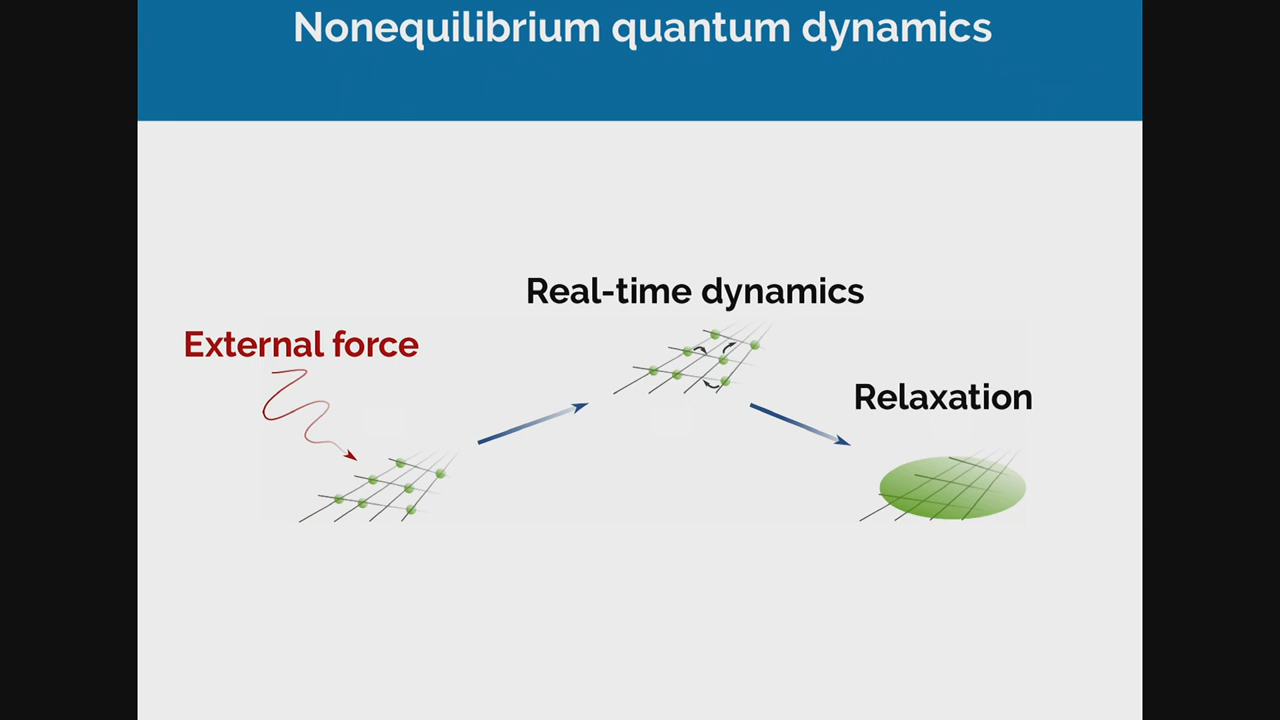 Nonequilibrium quantum dynamics
Real-time dynamics
External force
Relaxation